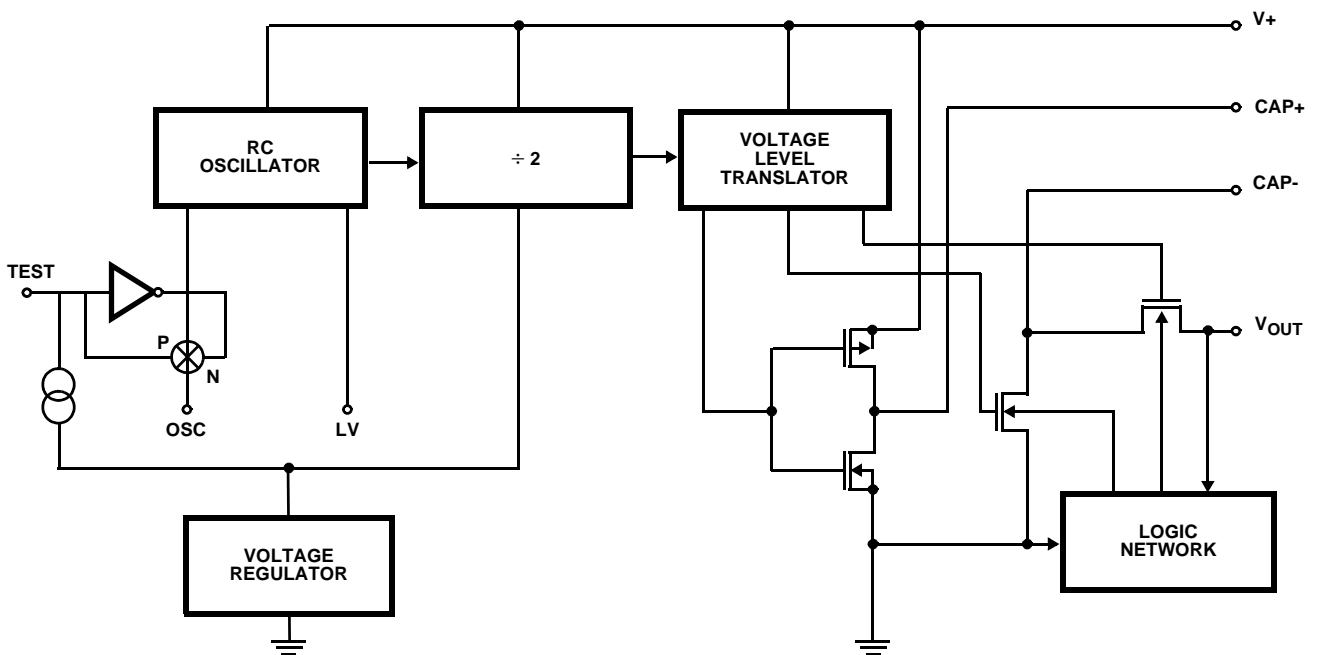 V+
CAP+
CAP-
RC
OSCILLATOR
÷ 2
VOLTAGE
LEVEL
TRANSLATOR
TEST
P
N
OSC
LV
VOUT
VOLTAGE
REGULATOR
LOGIC
NETWORK